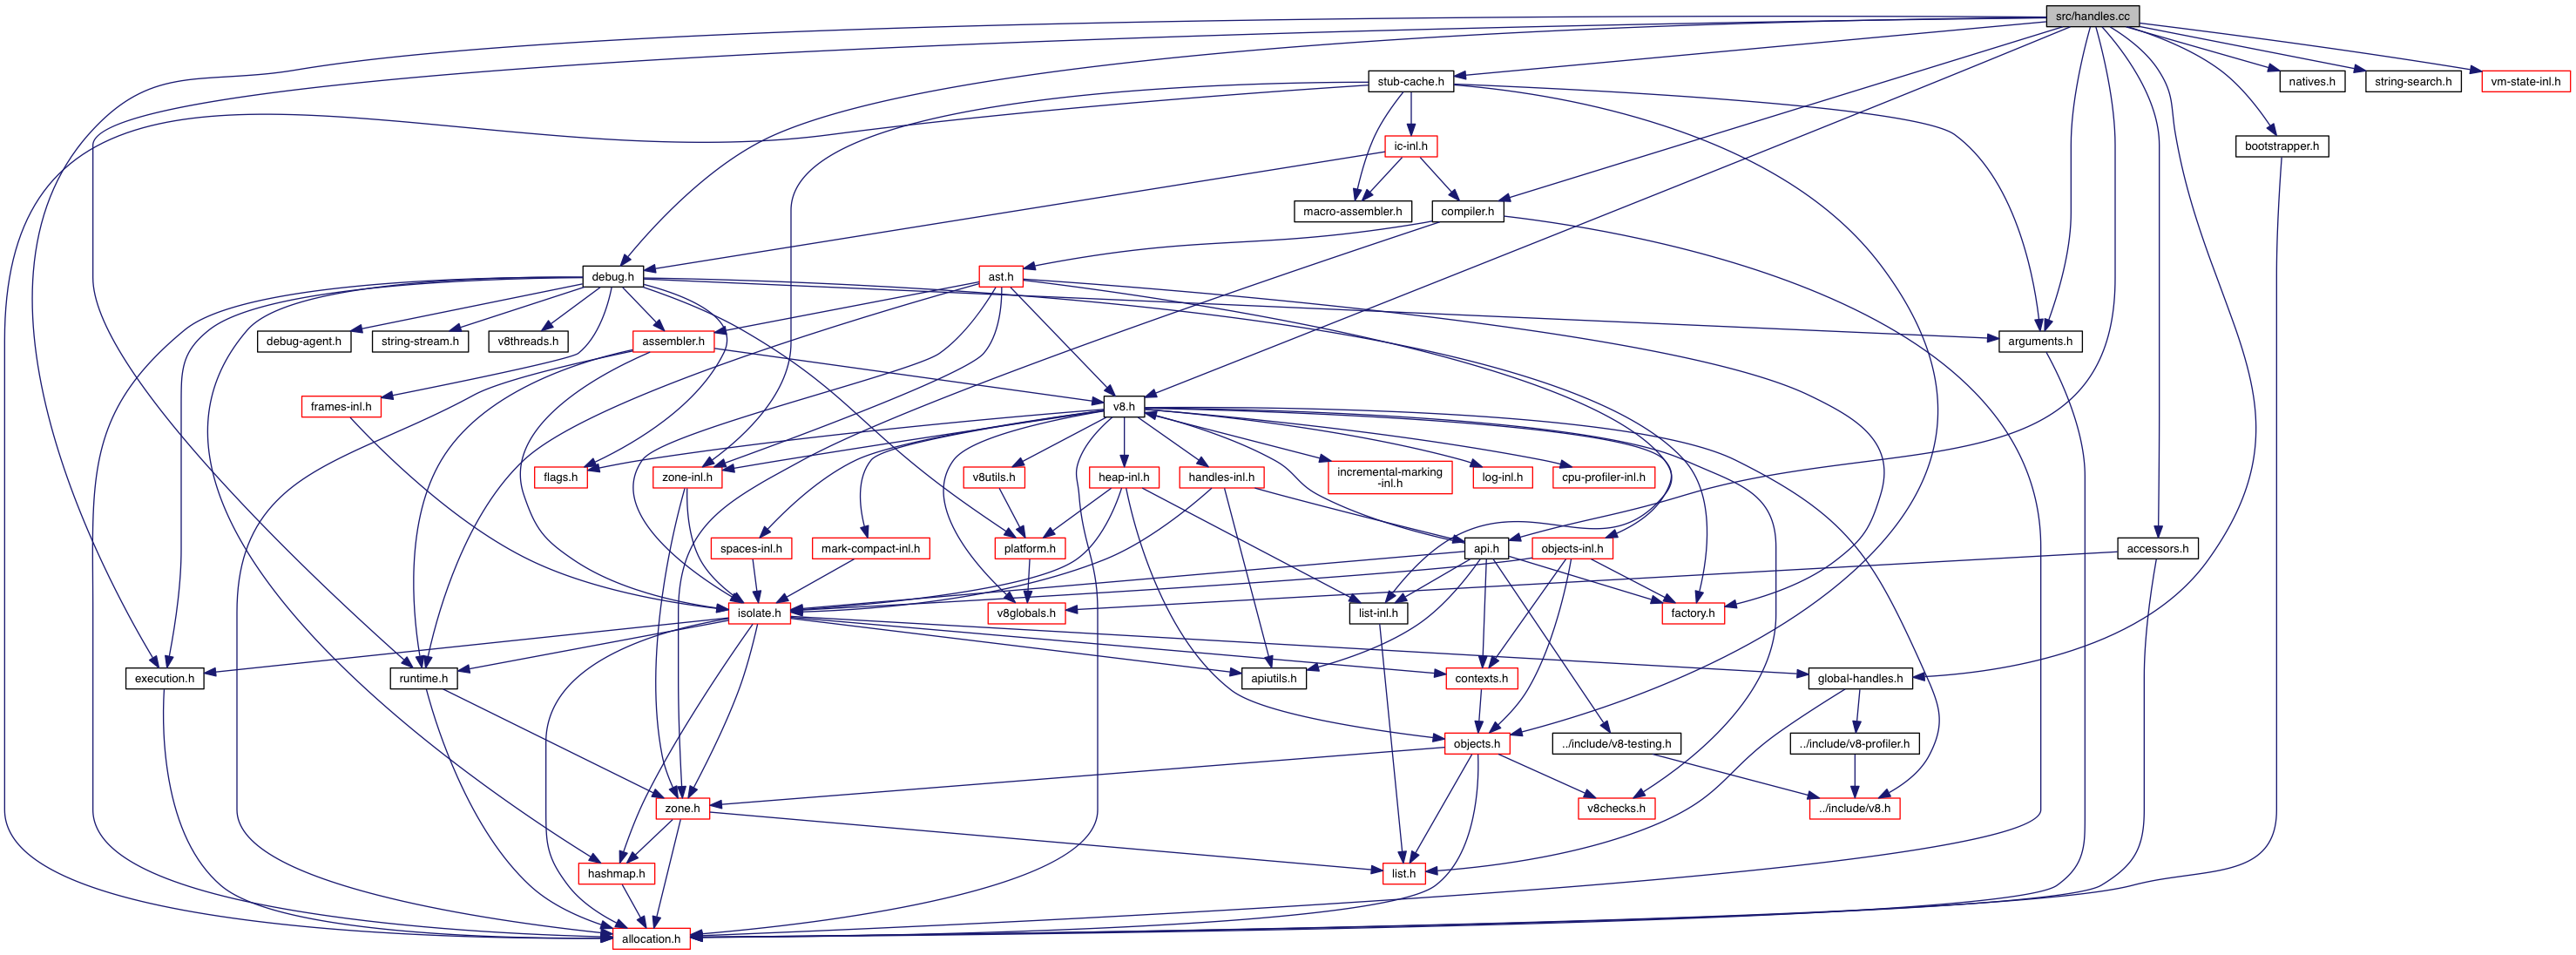 src/handles.cc
stub-cache.h
natives.h
string-search.h
vm-state-inl.h
ic-inl.h
bootstrapper.h
macro-assembler.h
compiler.h
debug.h
ast.h
debug-agent.h
string-stream.h
v8threads.h
assembler.h
arguments.h
frames-inl.h
v8.h
flags.h
zone-inl.h
v8utils.h
heap-inl.h
handles-inl.h
incremental-marking
-inl.h
log-inl.h
cpu-profiler-inl.h
spaces-inl.h
mark-compact-inl.h
platform.h
api.h
objects-inl.h
accessors.h
isolate.h
v8globals.h
list-inl.h
factory.h
execution.h
runtime.h
apiutils.h
contexts.h
global-handles.h
objects.h
../include/v8-testing.h
../include/v8-profiler.h
zone.h
v8checks.h
../include/v8.h
hashmap.h
list.h
allocation.h